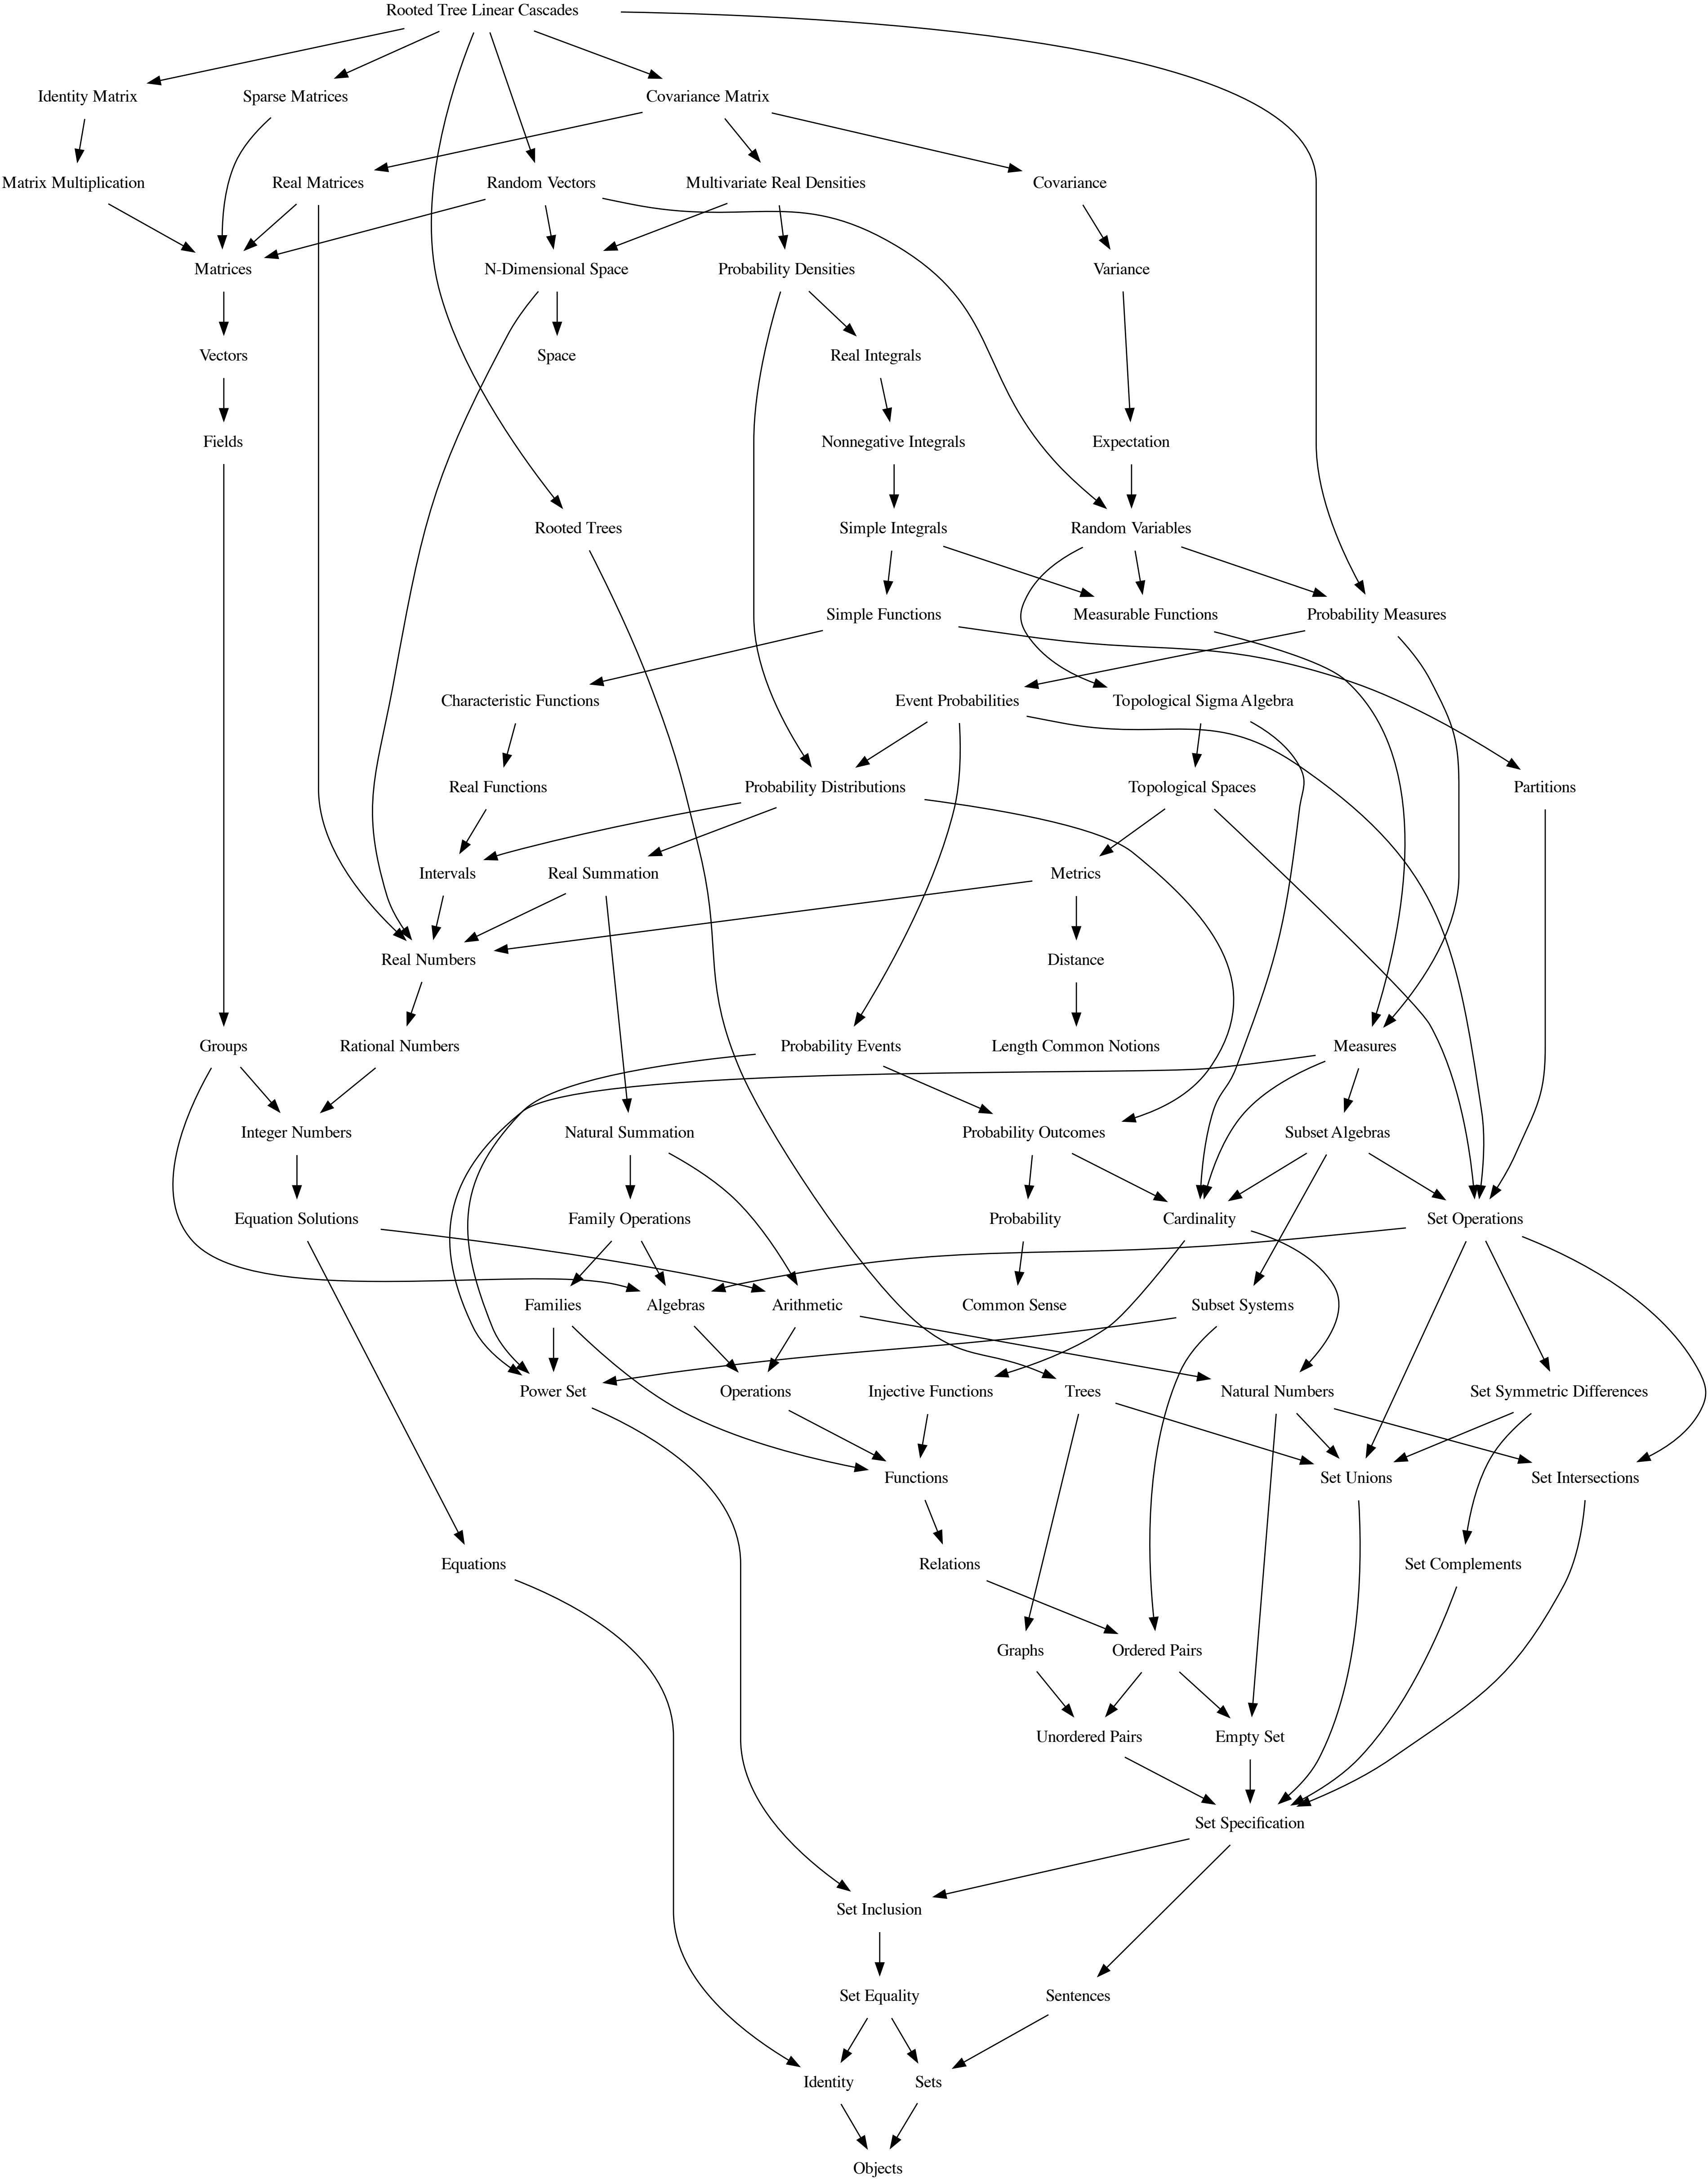 Rooted Tree Linear Cascades
Identity Matrix
Sparse Matrices
Covariance Matrix
Matrix Multiplication
Real Matrices
Random Vectors
Multivariate Real Densities
Covariance
Matrices
N-Dimensional Space
Probability Densities
Variance
Vectors
Space
Real Integrals
Fields
Nonnegative Integrals
Expectation
Rooted Trees
Simple Integrals
Random Variables
Simple Functions
Measurable Functions
Probability Measures
Characteristic Functions
Event Probabilities
Topological Sigma Algebra
Real Functions
Probability Distributions
Topological Spaces
Partitions
Intervals
Real Summation
Metrics
Real Numbers
Distance
Groups
Rational Numbers
Probability Events
Length Common Notions
Measures
Integer Numbers
Natural Summation
Probability Outcomes
Subset Algebras
Equation Solutions
Family Operations
Probability
Cardinality
Set Operations
Families
Algebras
Arithmetic
Common Sense
Subset Systems
Power Set
Operations
Injective Functions
Trees
Natural Numbers
Set Symmetric Differences
Functions
Set Unions
Set Intersections
Equations
Relations
Set Complements
Graphs
Ordered Pairs
Unordered Pairs
Empty Set
Set Specification
Set Inclusion
Set Equality
Sentences
Identity
Sets
Objects